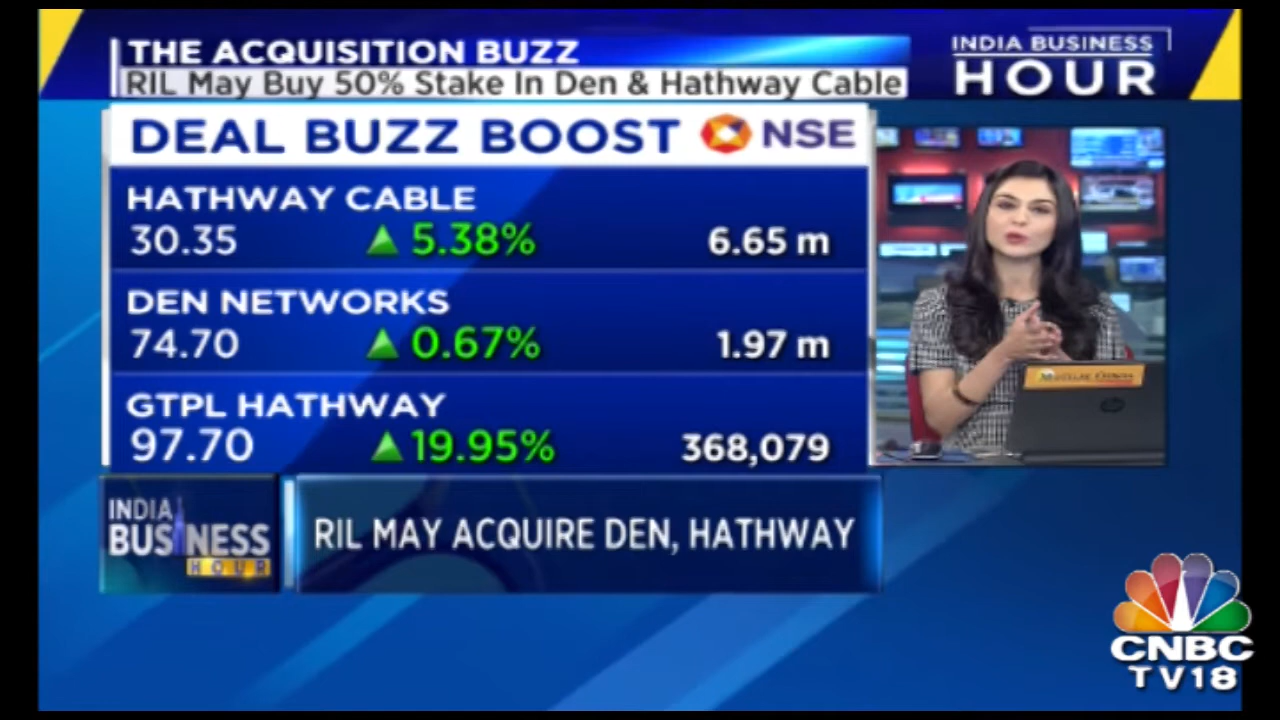 THE ACQUISITION BUZZ
RIL May Buy 50% Stake In Den & Hathway Cable
INDIA BUSINESS
HOUR
DEAL BUZZ BOOST NSE
HATHWAY CABLE
30.35 ▲ 5.38% 6.65 m
DEN NETWORKS
74.70 ▲ 0.67% 1.97 m
GTPL HATHWAY
97.70 ▲ 19.95% 368,079
INDIA
BUSINESS
HOUR
RIL MAY ACQUIRE DEN, HATHWAY
hp
CNBC
TV18